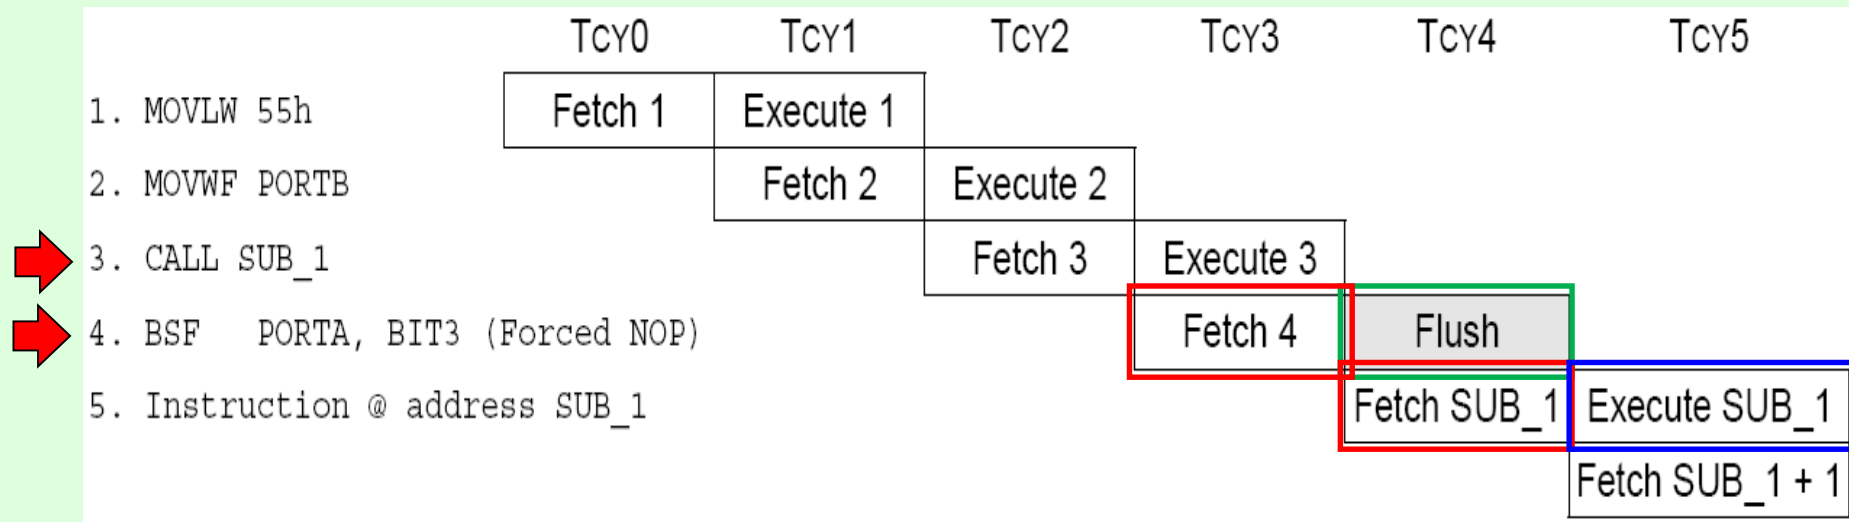 TCY0 TCY1 TCY2 TCY3 TCY4 TCY5
1. MOVLW 55h Fetch 1 Execute 1
2. MOVWF PORTB Fetch 2 Execute 2
3. CALL SUB_1 Fetch 3 Execute 3
4. BSF PORTA, BIT3 (Forced NOP) Fetch 4 Flush
5. Instruction @ address SUB_1 Fetch SUB_1 Execute SUB_1
Fetch SUB_1 + 1